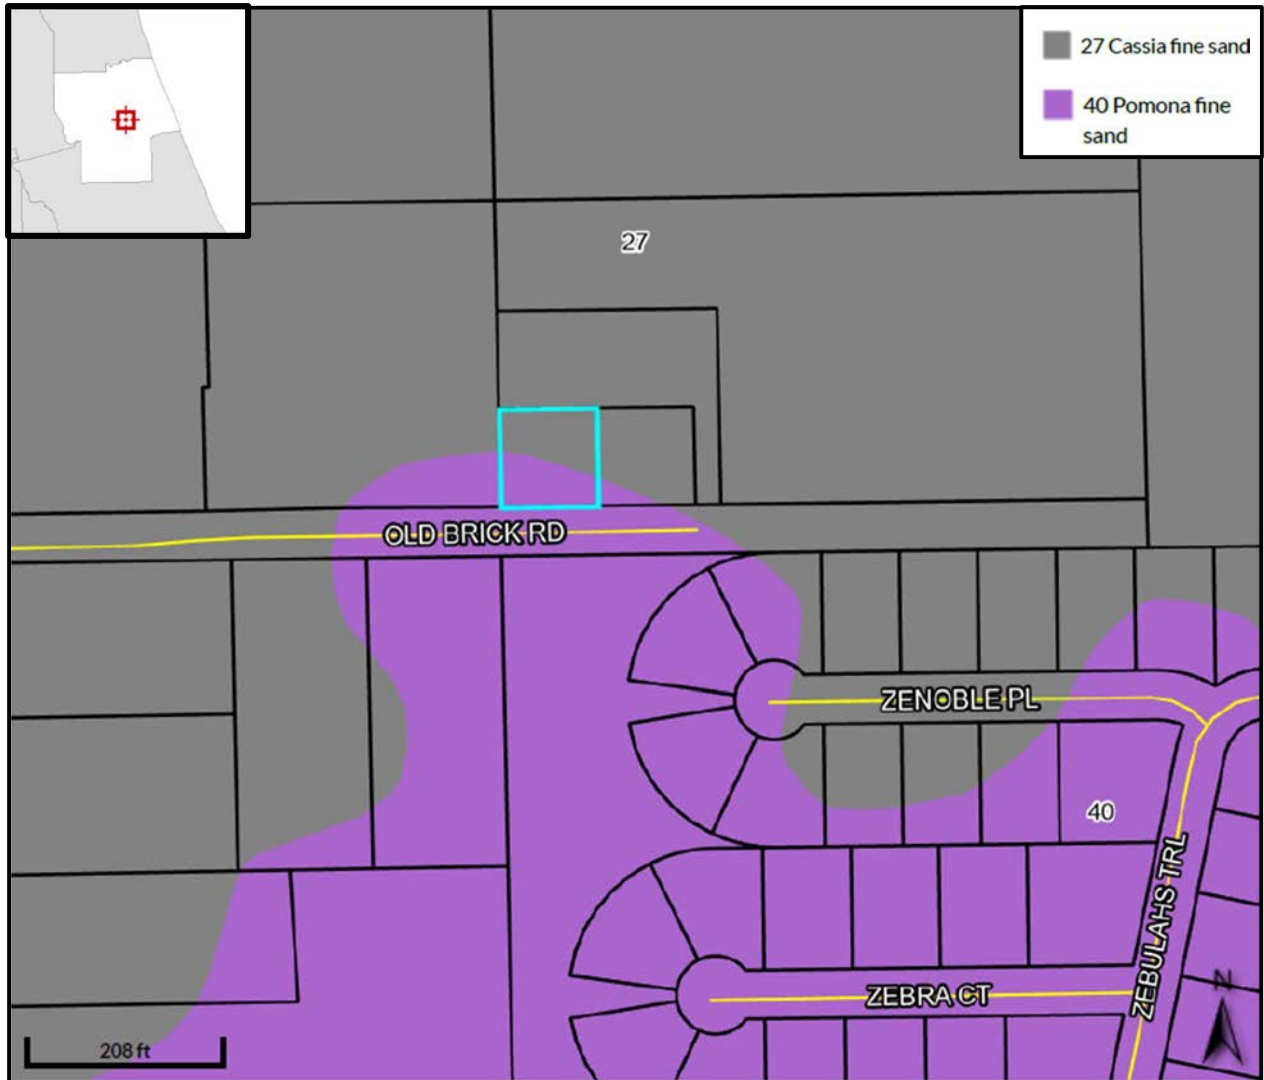 27 Cassia fine sand
40 Pomona fine
sand
27
OLD BRICK RD
ZENOBLE PL
40
ZEBULAHS TRL
ZEBRA CT
N
208 ft